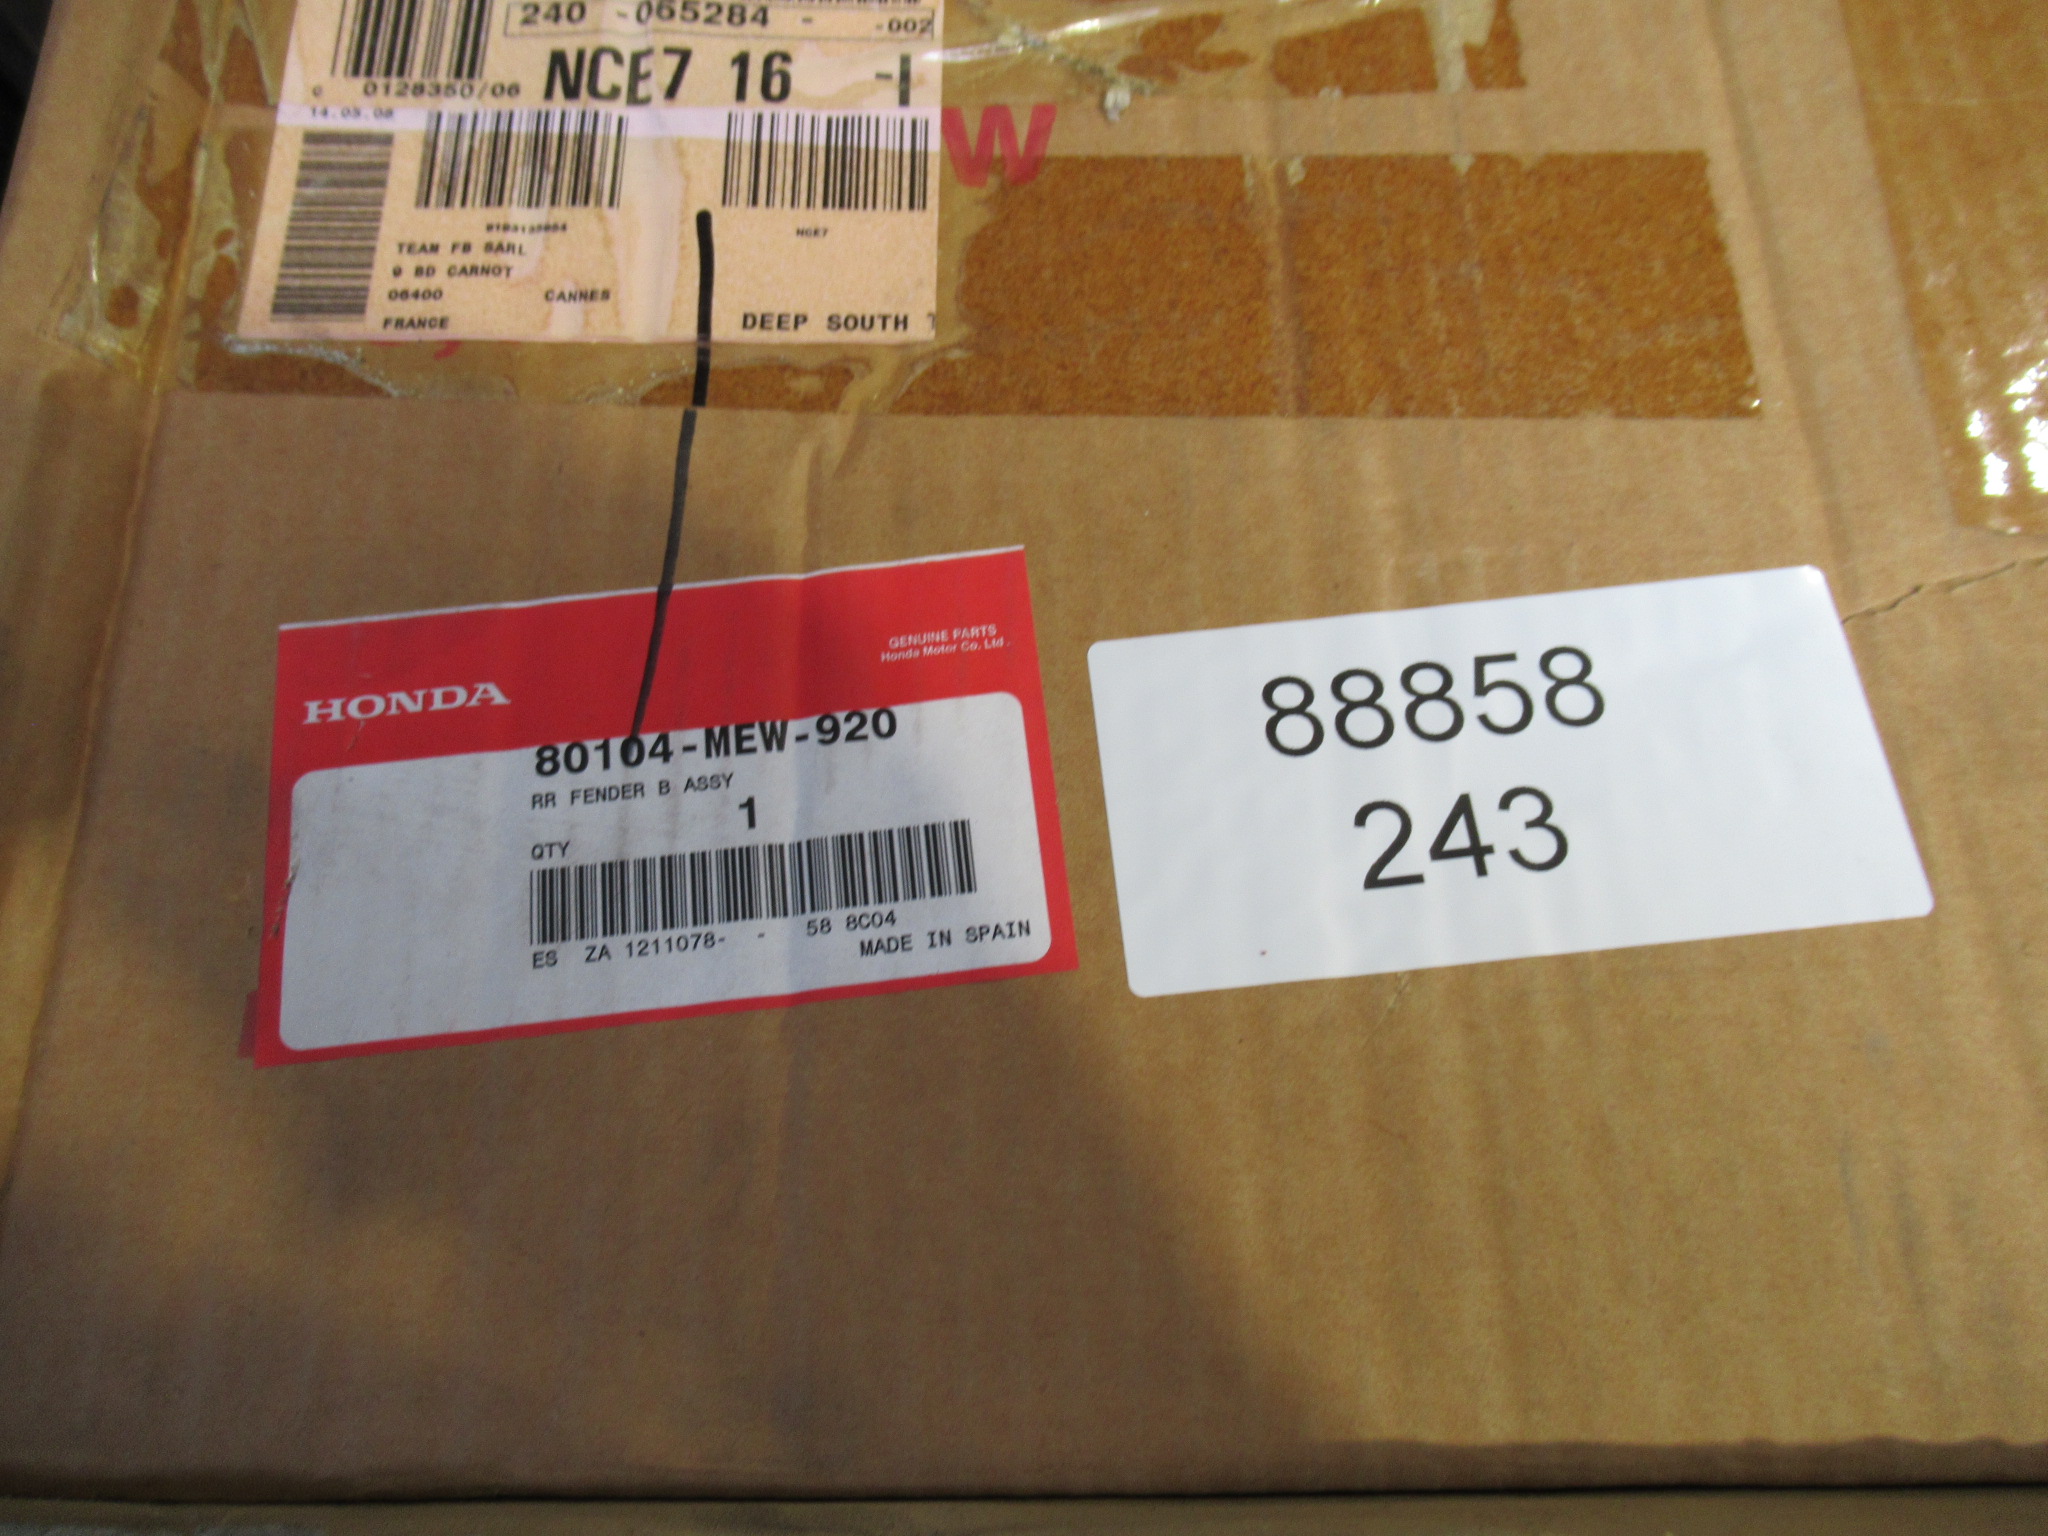 240 -065284 - -002
0128350/06 NCE7 16 -I
14.05.08
NCE7
TEAM FB SARL
9 BD CARNOT
06400 CANNES
FRANCE
DEEP SOUTH
W
HONDA
GENUINE PARTS
Honda Motor Co. Ltd.
80104-MEW-920
RR FENDER B ASSY
1
QTY
ES ZA 1211078- - 58 8C04
MADE IN SPAIN
88858
243